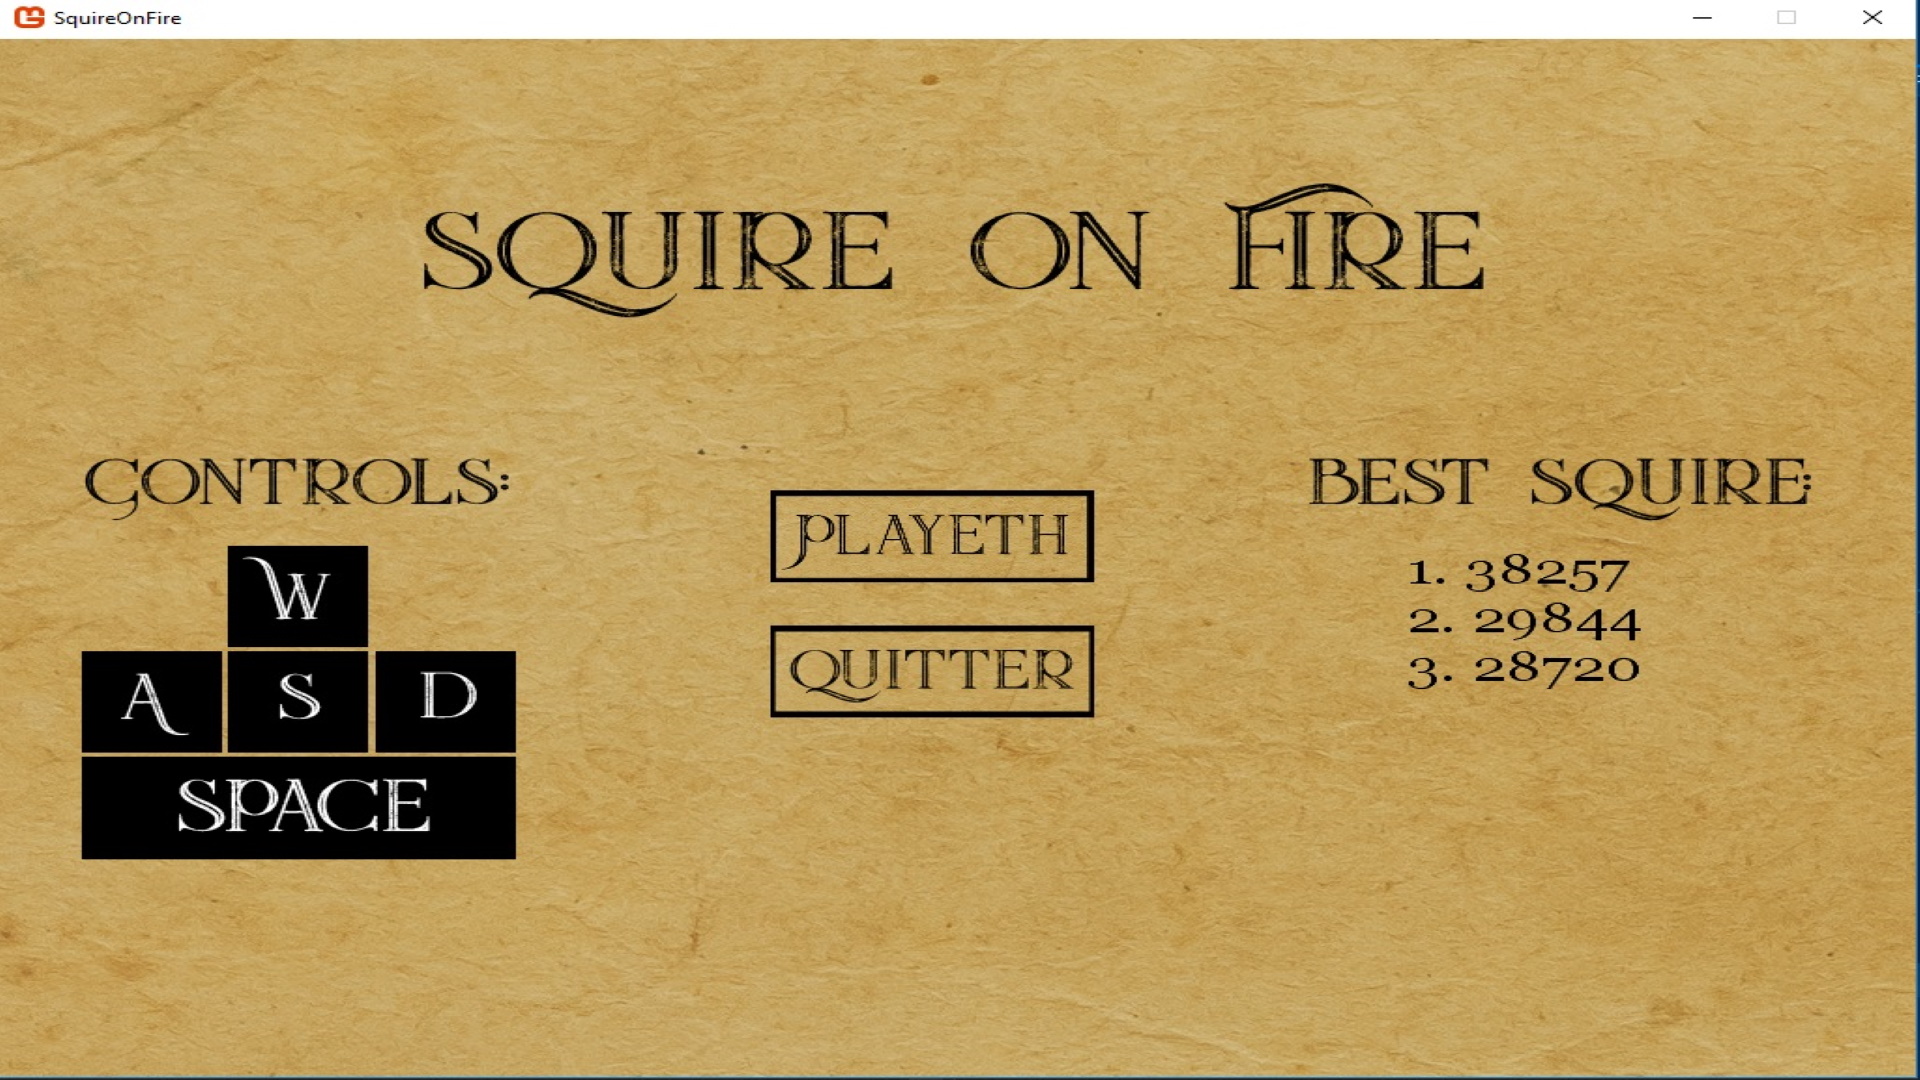 SquireOnFire
SQUIRE ON FIRE
CONTROLS:
W
A S D
SPACE
PLAYETH
QUITTER
BEST SQUIRE:
1. 38257
2. 29844
3. 28720